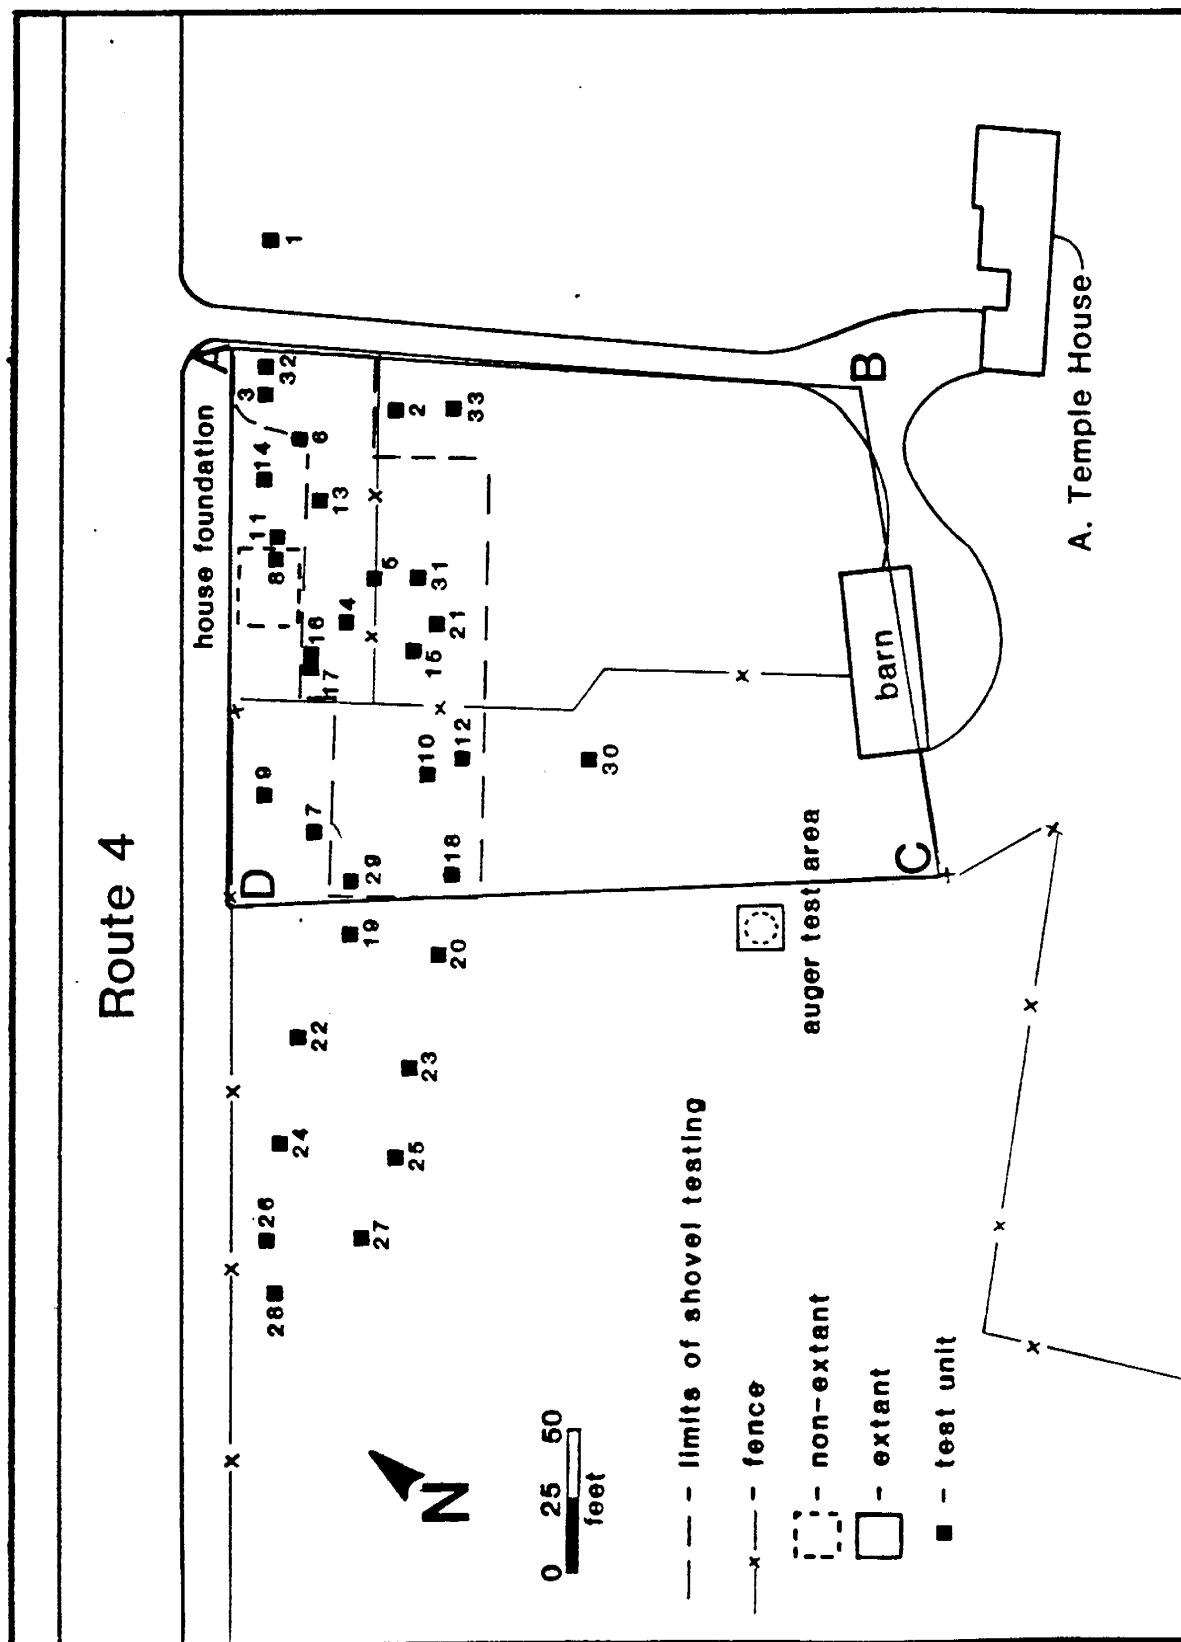 Route 4
house foundation
A
B
C
D
1
2
3
4
5
6
7
8
9
10
11
12
13
14
15
16
17
18
19
20
21
22
23
24
25
26
27
28
29
30
31
32
33
barn
A. Temple House
auger test area
N
0 25 50
feet
— — - limits of shovel testing
—x— - fence
- non-extant
- extant
- test unit